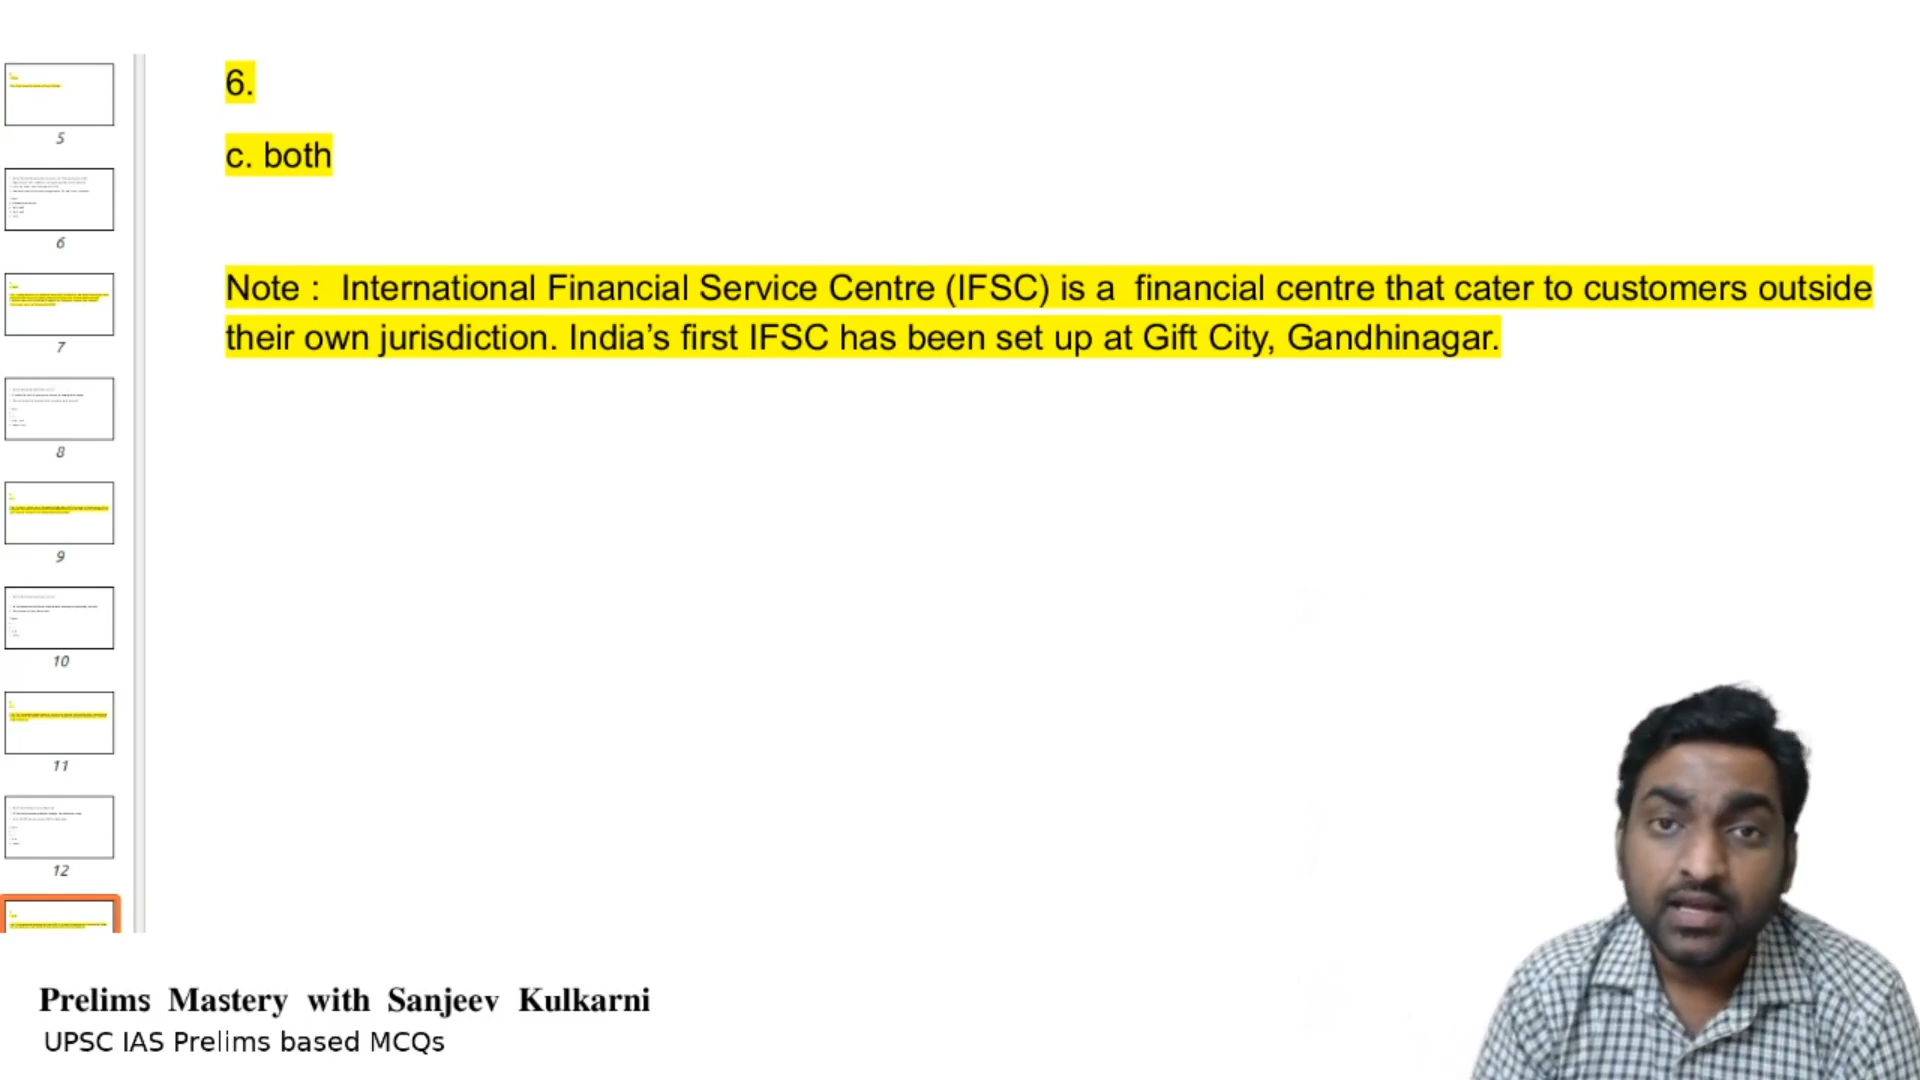 6.
c. both
Note :  International Financial Service Centre (IFSC) is a  financial centre that cater to customers outside
their own jurisdiction. India’s first IFSC has been set up at Gift City, Gandhinagar.
5
6
7
8
9
10
11
12
Prelims Mastery with Sanjeev Kulkarni
UPSC IAS Prelims based MCQs